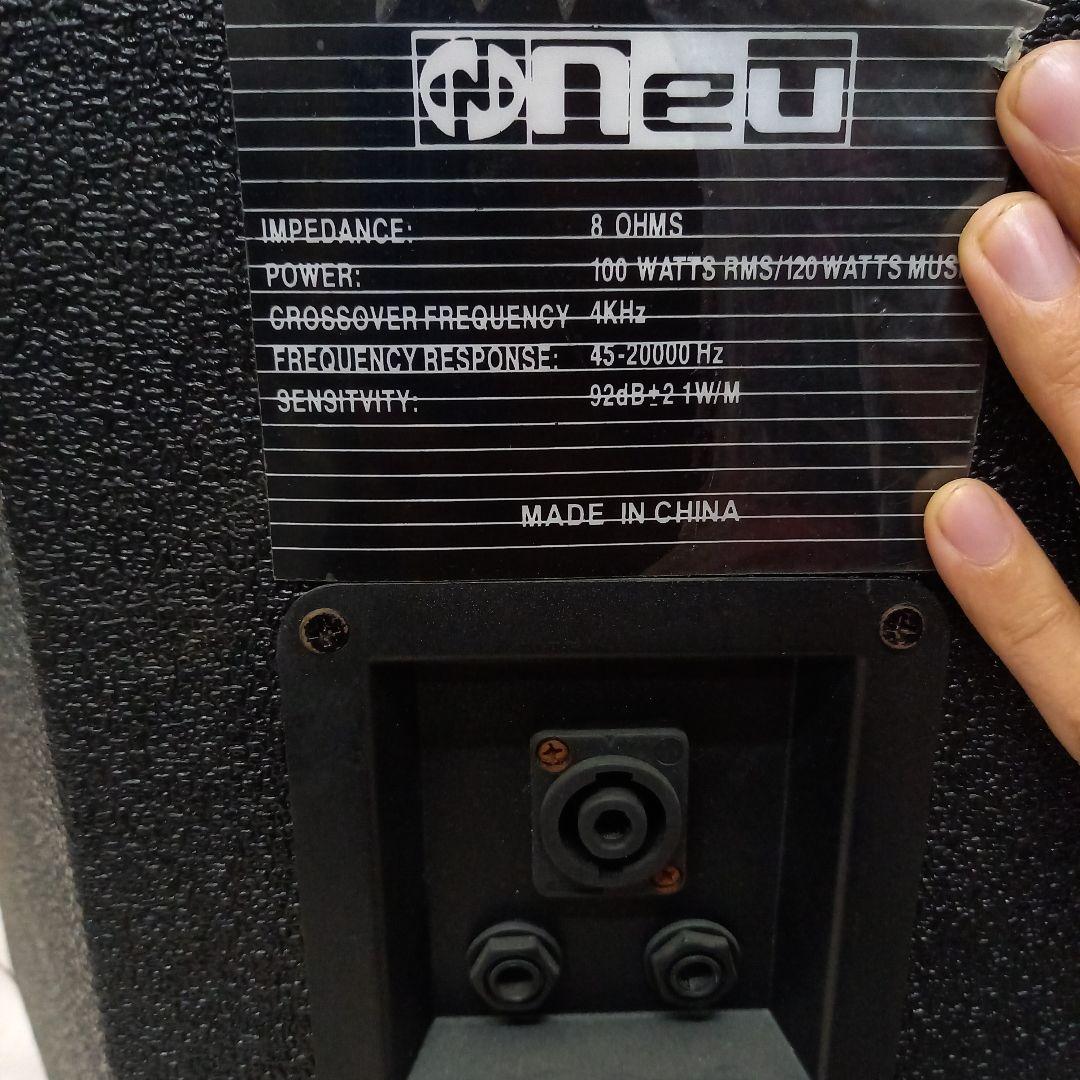 neu
IMPEDANCE: 8 OHMS
POWER: 100 WATTS RMS/120 WATTS MUS
CROSSOVER FREQUENCY 4KHz
FREQUENCY RESPONSE: 45-20000 Hz
SENSITVITY: 92dB±2 1W/M
MADE IN CHINA